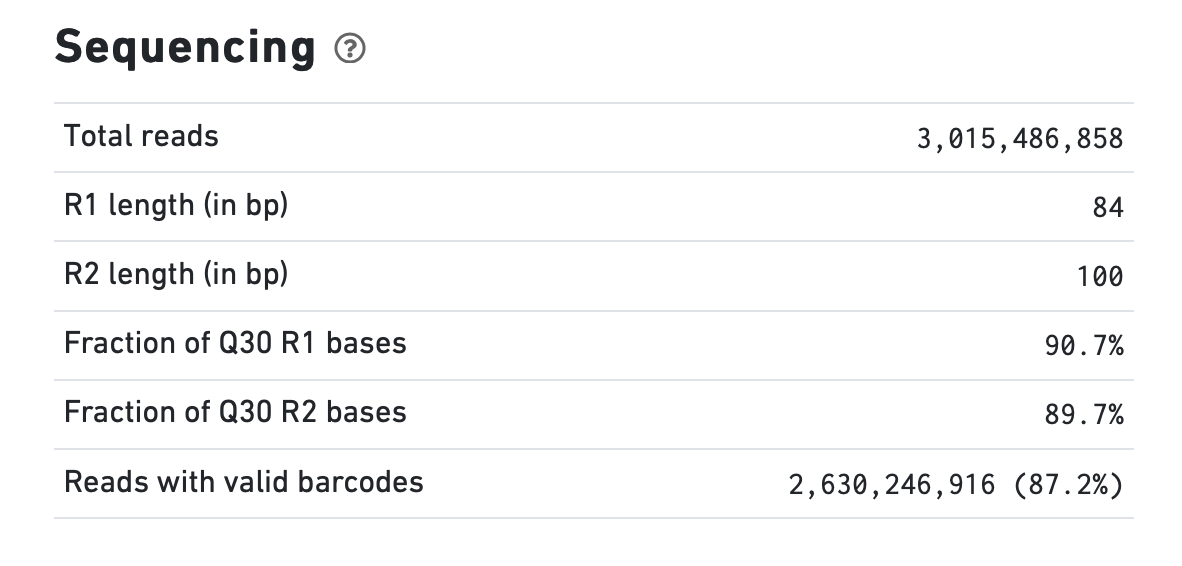 Sequencing ?
Total reads 3,015,486,858
R1 length (in bp) 84
R2 length (in bp) 100
Fraction of Q30 R1 bases 90.7%
Fraction of Q30 R2 bases 89.7%
Reads with valid barcodes 2,630,246,916 (87.2%)